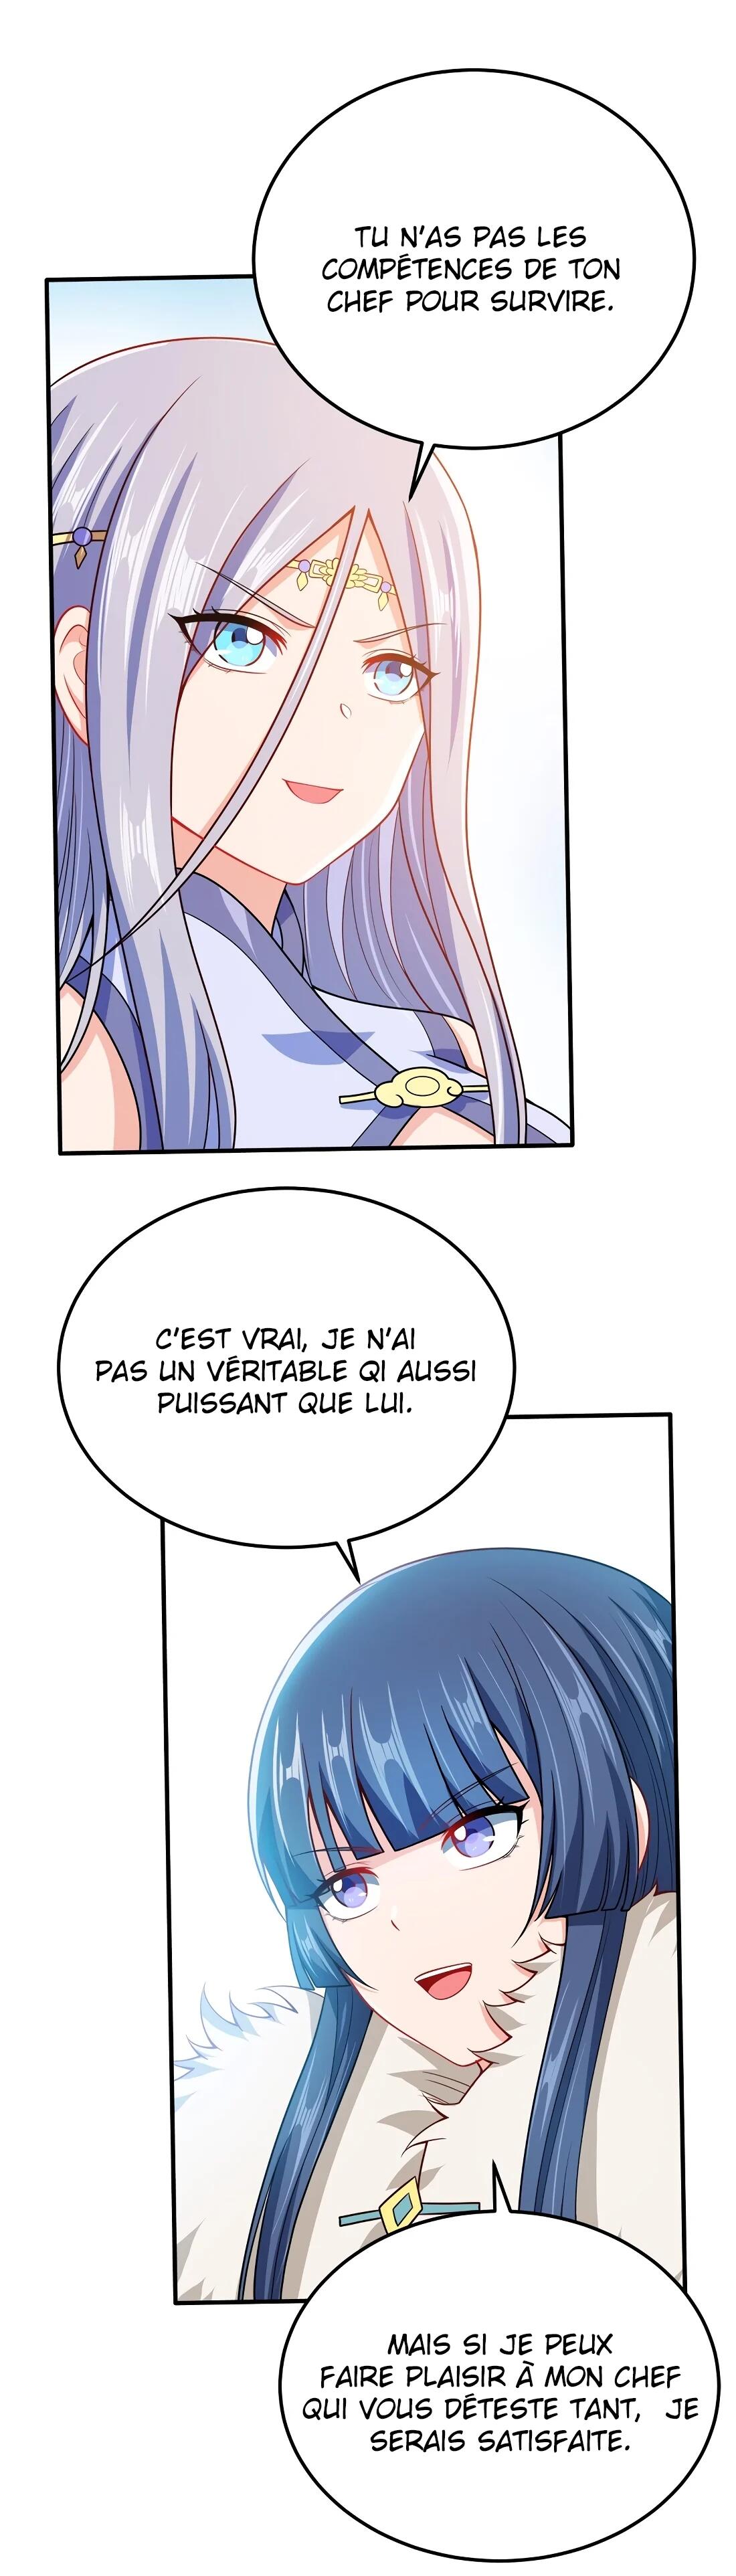 TU N'AS PAS LES
COMPÉTENCES DE TON
CHEF POUR SURVIRE.
C'EST VRAI, JE N'AI
PAS UN VÉRITABLE QI AUSSI
PUISSANT QUE LUI.
MAIS SI JE PEUX
FAIRE PLAISIR À MON CHEF
QUI VOUS DÉTESTE TANT, JE
SERAIS SATISFAITE.